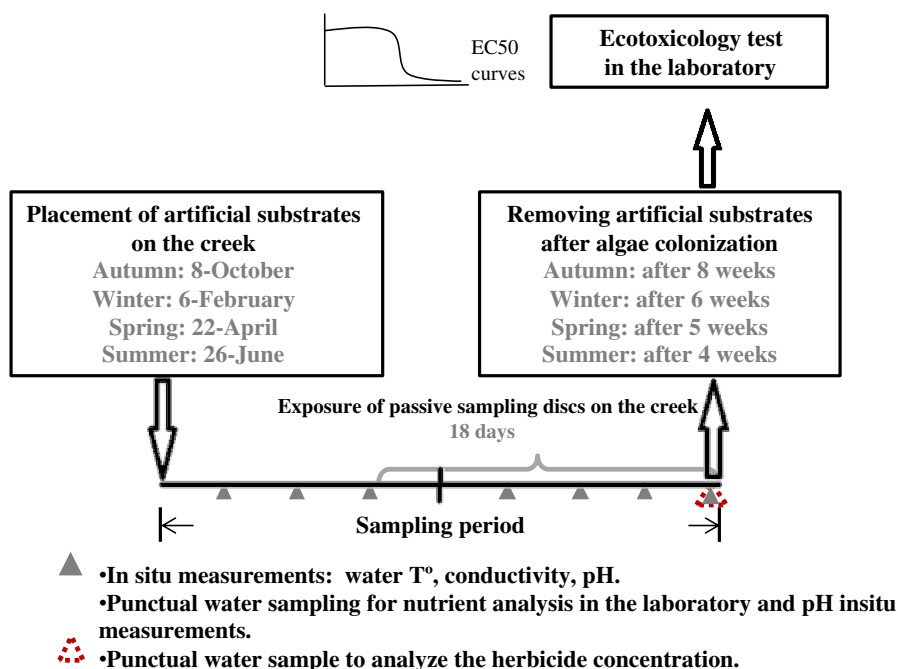 EC50
curves
Ecotoxicology test
in the laboratory
Placement of artificial substrates
on the creek
Autumn: 8-October
Winter: 6-February
Spring: 22-April
Summer: 26-June
Removing artificial substrates
after algae colonization
Autumn: after 8 weeks
Winter: after 6 weeks
Spring: after 5 weeks
Summer: after 4 weeks
Exposure of passive sampling discs on the creek
18 days
Sampling period
•In situ measurements: water Tº, conductivity, pH.
•Punctual water sampling for nutrient analysis in the laboratory and pH insitu
measurements.
•Punctual water sample to analyze the herbicide concentration.